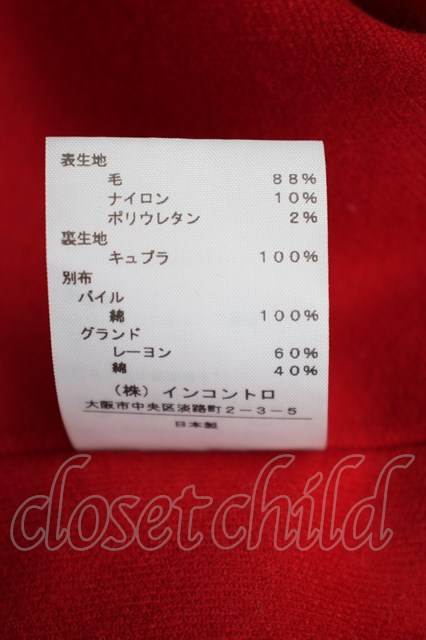 表生地
毛 88%
ナイロン 10%
ポリウレタン 2%
裏生地
キュプラ 100%
別布
パイル
綿 100%
グランド
レーヨン 60%
綿 40%
(株) インコントロ
大阪市中央区淡路町2-3-5
日本製
closetchild